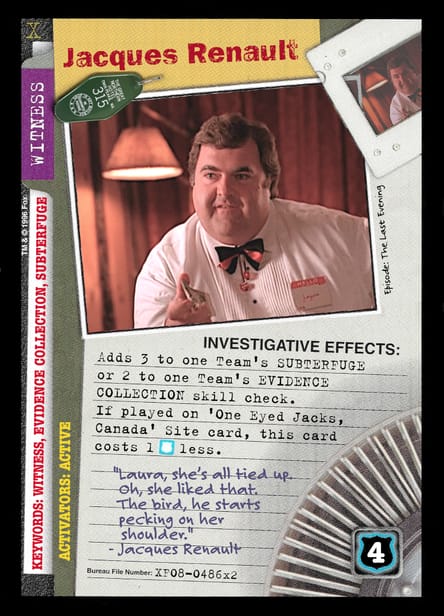 X
Jacques Renault
WITNESS
315
TM & © 1996 Fox
KEYWORDS: WITNESS, EVIDENCE COLLECTION, SUBTERFUGE
ACTIVATORS: ACTIVE
Episode: The Last Evening
HELLO
INVESTIGATIVE EFFECTS:
Adds 3 to one Team's SUBTERFUGE
or 2 to one Team's EVIDENCE
COLLECTION skill check.
If played on 'One Eyed Jacks,
Canada' Site card, this card
costs 1 less.
"Laura, she's all tied up.
Oh, she liked that.
The bird, he starts
pecking on her
shoulder."
- Jacques Renault
Bureau File Number: XF08-0486x2
4